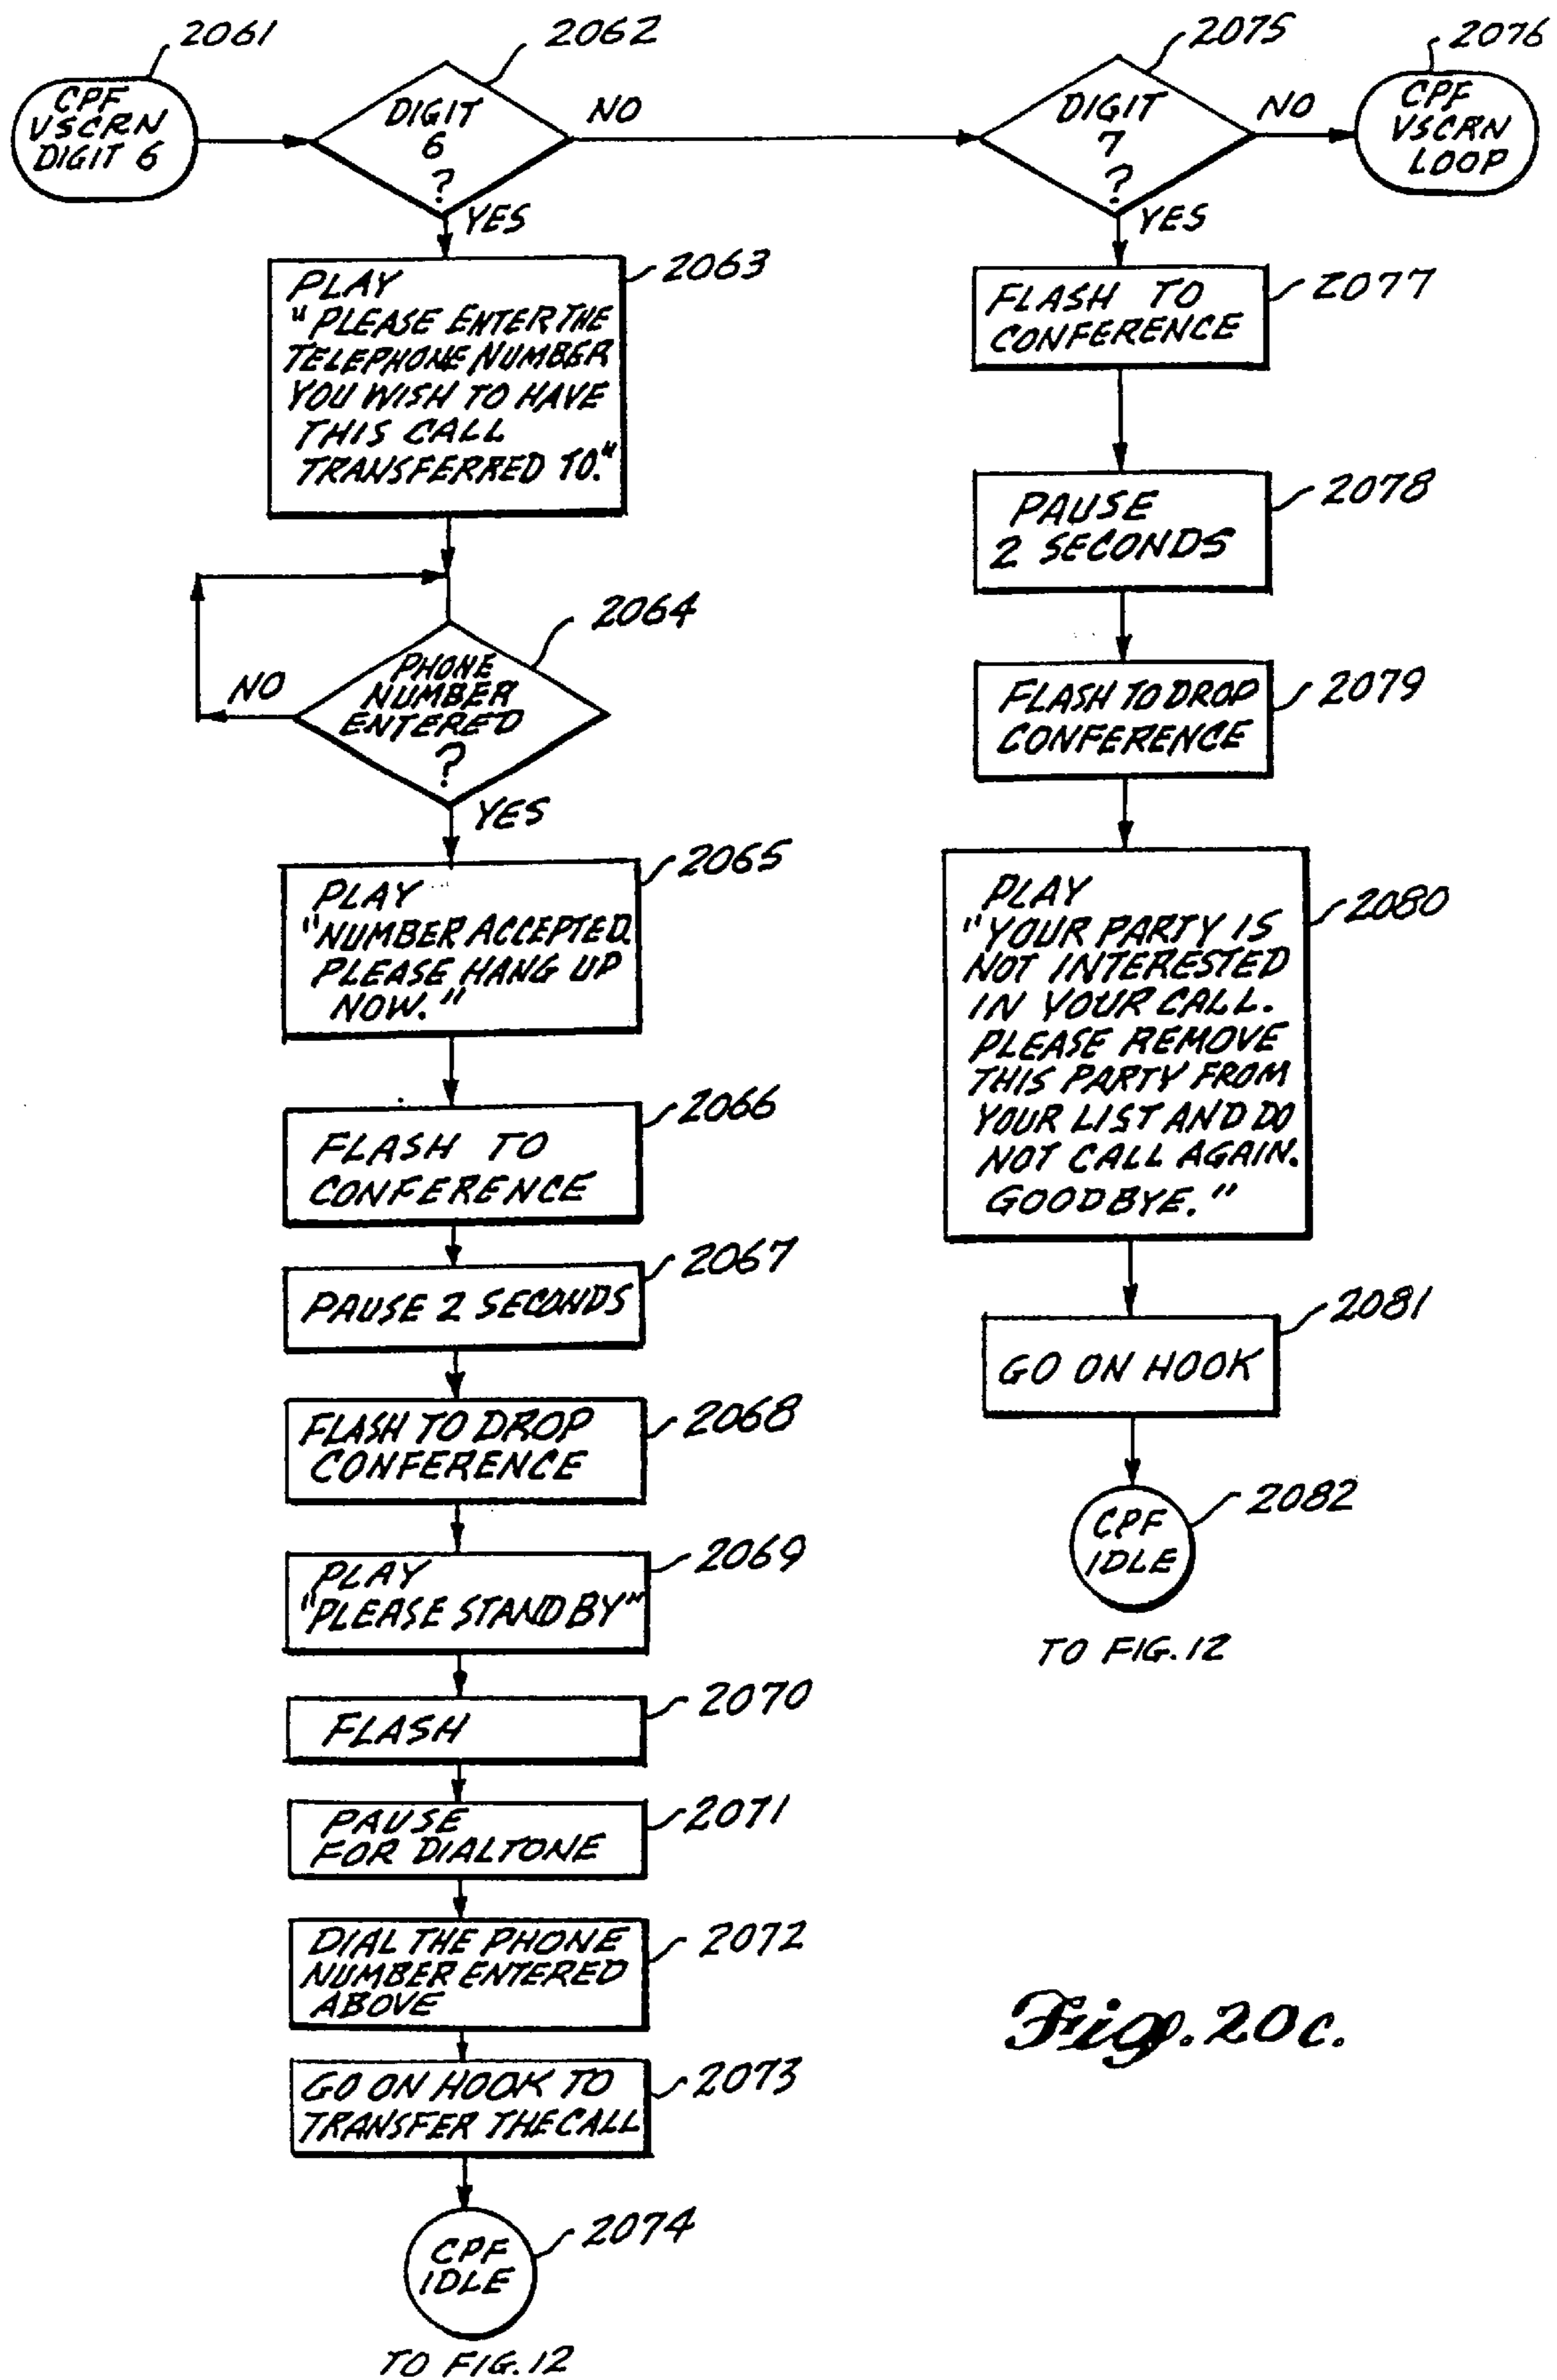 2061
CPF
VSCRN
DIGIT 6
2062
DIGIT
6
?
NO
YES
2075
DIGIT
7
?
NO
YES
2076
CPF
VSCRN
LOOP
2063
PLAY
"PLEASE ENTER THE
TELEPHONE NUMBER
YOU WISH TO HAVE
THIS CALL
TRANSFERRED TO."
2064
PHONE
NUMBER
ENTERED
?
NO
YES
2065
PLAY
"NUMBER ACCEPTED.
PLEASE HANG UP
NOW."
2066
FLASH TO
CONFERENCE
2067
PAUSE 2 SECONDS
2068
FLASH TO DROP
CONFERENCE
2069
PLAY
"PLEASE STAND BY"
2070
FLASH
2071
PAUSE
FOR DIALTONE
2072
DIAL THE PHONE
NUMBER ENTERED
ABOVE
2073
GO ON HOOK TO
TRANSFER THE CALL
2074
CPF
IDLE
TO FIG. 12
2077
FLASH TO
CONFERENCE
2078
PAUSE
2 SECONDS
2079
FLASH TO DROP
CONFERENCE
2080
PLAY
"YOUR PARTY IS
NOT INTERESTED
IN YOUR CALL.
PLEASE REMOVE
THIS PARTY FROM
YOUR LIST AND DO
NOT CALL AGAIN.
GOODBYE."
2081
GO ON HOOK
2082
CPF
IDLE
TO FIG. 12
Fig. 20c.